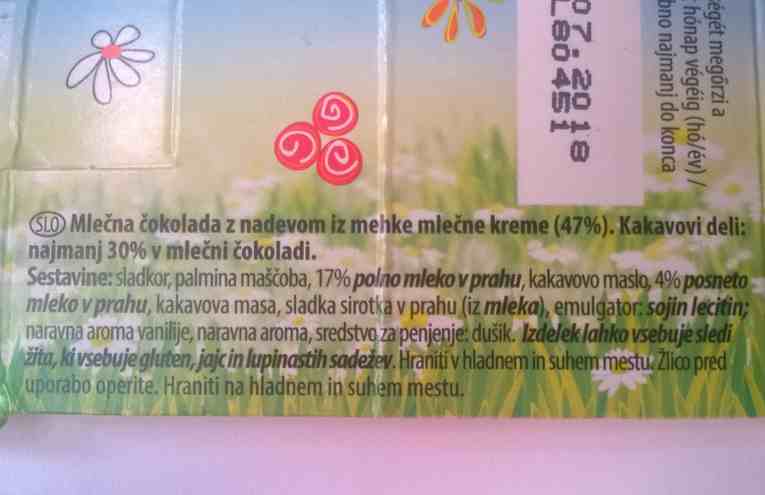 égét megőrzi a
hónap végéig (hó/év) /
bno najmanj do konca
07.2018
L80451
SLO Mlečna čokolada z nadevom iz mehke mlečne kreme (47%). Kakavovi deli:
najmanj 30% v mlečni čokoladi.
Sestavine: sladkor, palmina maščoba, 17% polno mleko v prahu, kakavovo maslo, 4% posneto
mleko v prahu, kakavova masa, sladka sirotka v prahu (iz mleka), emulgator: sojin lecitin;
naravna aroma vanilije, naravna aroma, sredstvo za penjenje: dušik. Izdelek lahko vsebuje sledi
žita, ki vsebuje gluten, jajc in lupinastih sadežev. Hraniti v hladnem in suhem mestu. Žlico pred
uporabo operite. Hraniti na hladnem in suhem mestu.